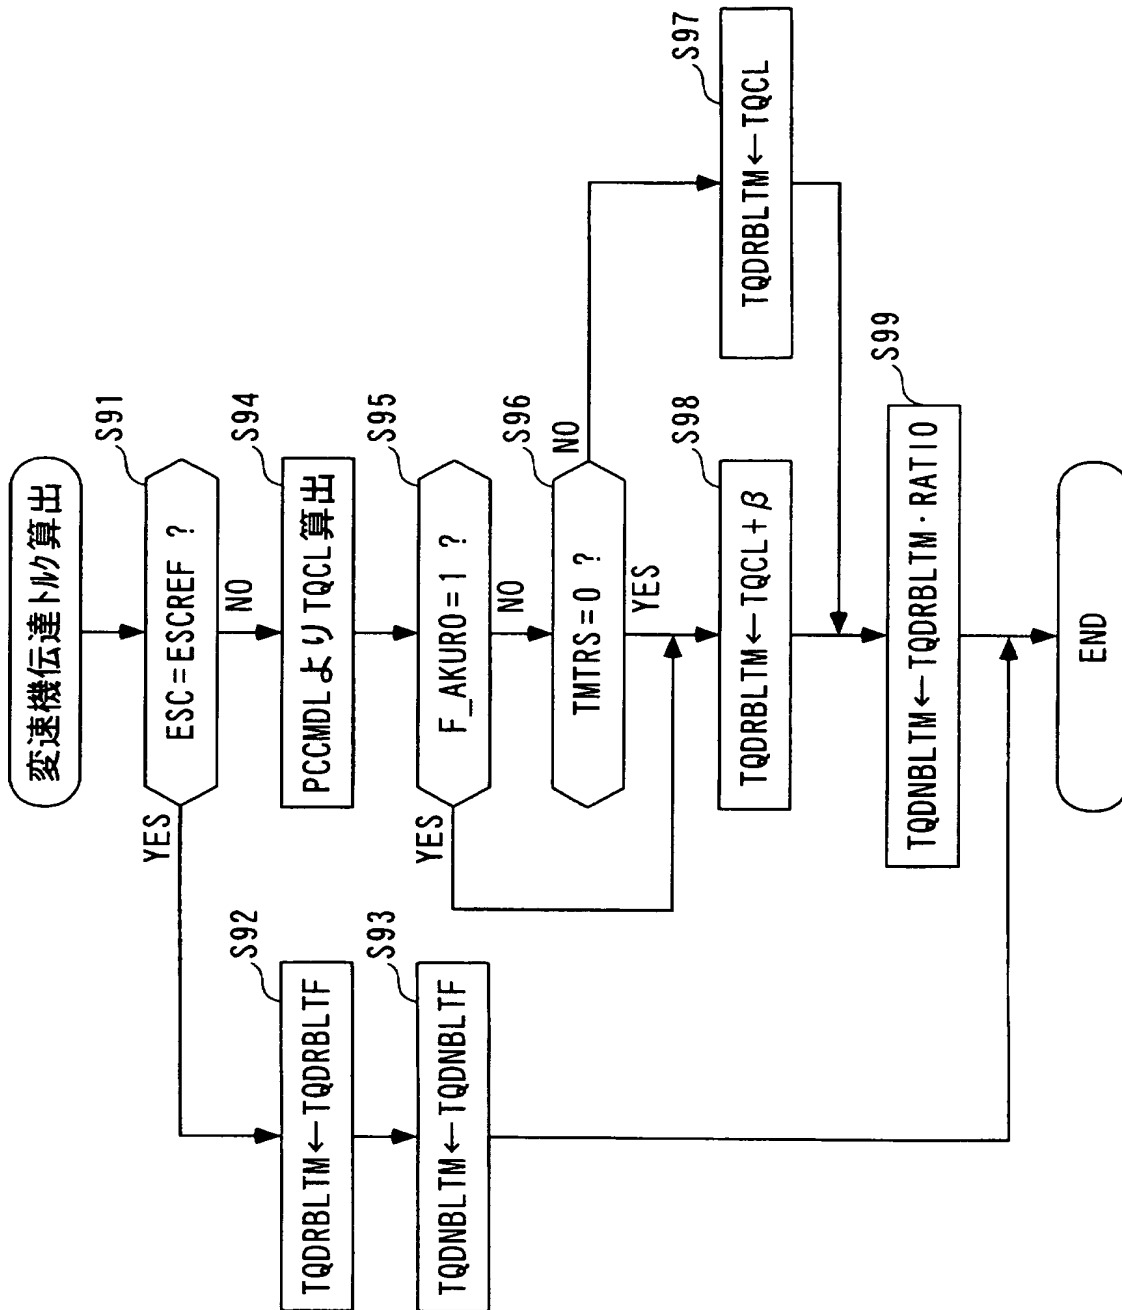 変速機伝達トルク算出
S91
ESC=ESCREF ?
YES
NO
S92
TQDRBLTM←TQDRBLTF
S93
TQDNBLTM←TQDNBLTF
S94
PCCMDLよりTQCL算出
S95
F_AKURO=1 ?
YES
NO
S96
TMTRS=0 ?
NO
YES
S97
TQDRBLTM←TQCL
S98
TQDRBLTM←TQCL+β
S99
TQDNBLTM←TQDRBLTM·RATIO
END